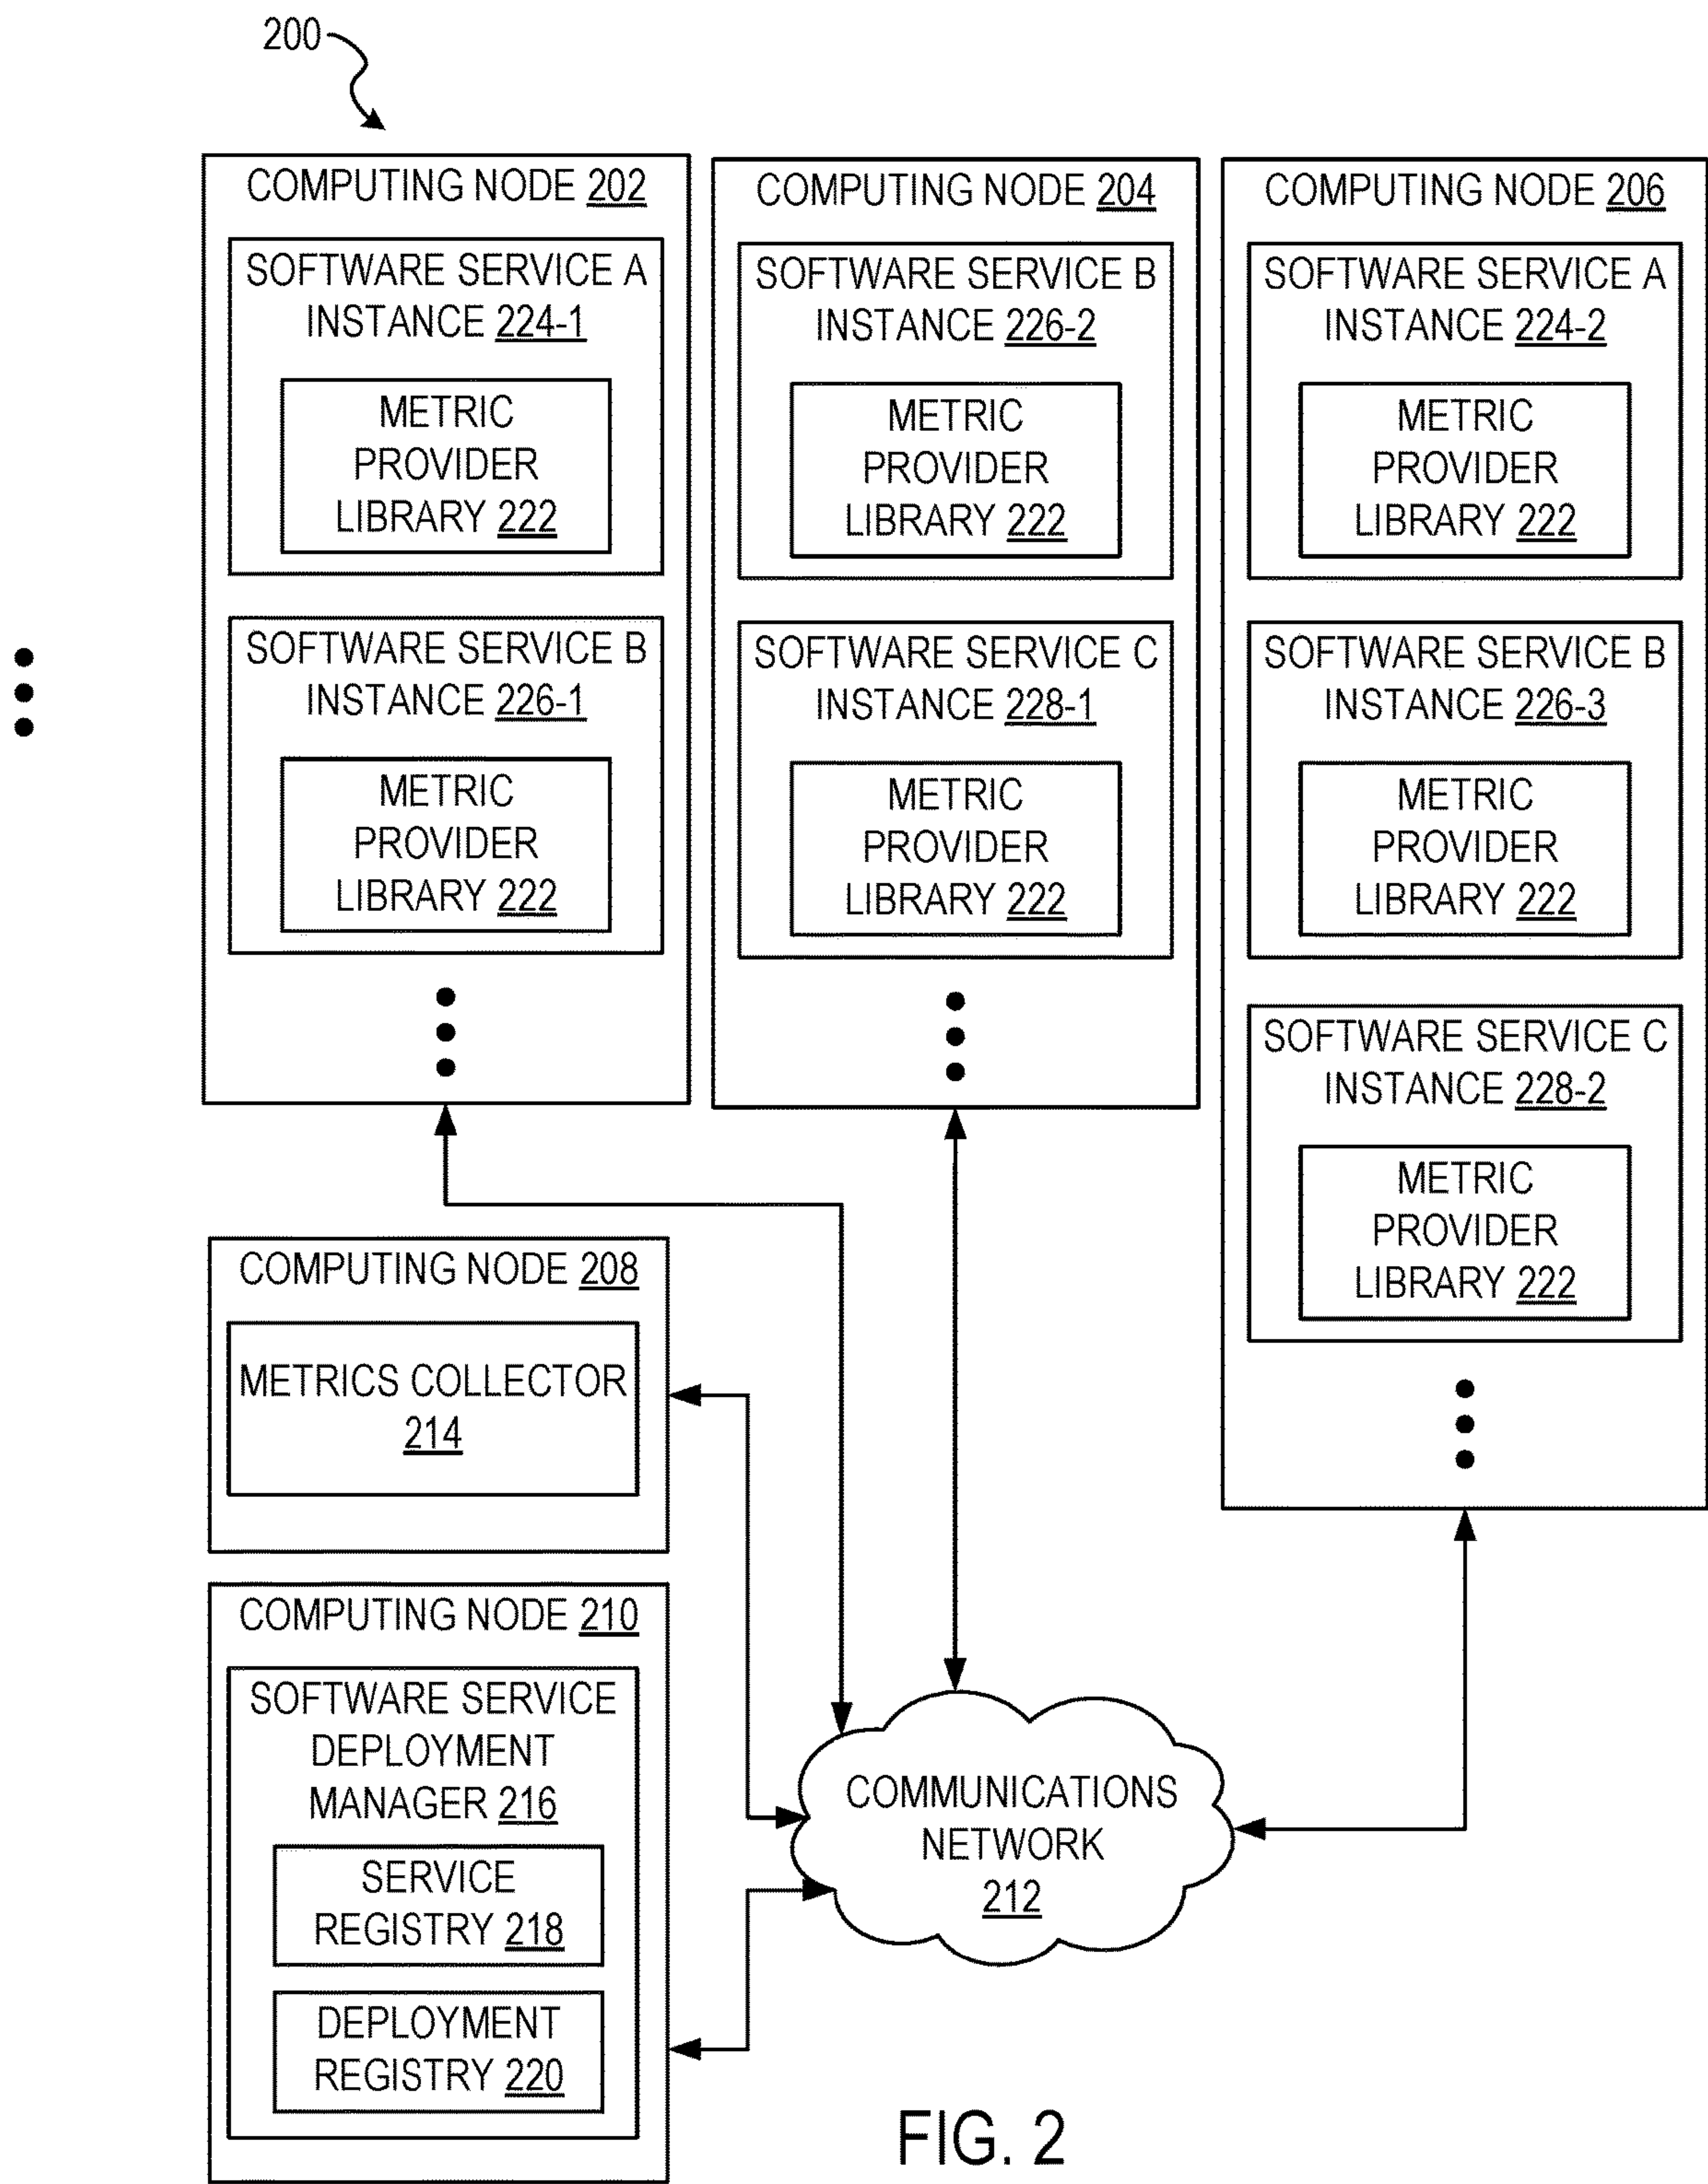 200
COMPUTING NODE 202
SOFTWARE SERVICE A
INSTANCE 224-1
METRIC
PROVIDER
LIBRARY 222
SOFTWARE SERVICE B
INSTANCE 226-1
METRIC
PROVIDER
LIBRARY 222
COMPUTING NODE 204
SOFTWARE SERVICE B
INSTANCE 226-2
METRIC
PROVIDER
LIBRARY 222
SOFTWARE SERVICE C
INSTANCE 228-1
METRIC
PROVIDER
LIBRARY 222
COMPUTING NODE 206
SOFTWARE SERVICE A
INSTANCE 224-2
METRIC
PROVIDER
LIBRARY 222
SOFTWARE SERVICE B
INSTANCE 226-3
METRIC
PROVIDER
LIBRARY 222
SOFTWARE SERVICE C
INSTANCE 228-2
METRIC
PROVIDER
LIBRARY 222
COMPUTING NODE 208
METRICS COLLECTOR
214
COMPUTING NODE 210
SOFTWARE SERVICE
DEPLOYMENT
MANAGER 216
SERVICE
REGISTRY 218
DEPLOYMENT
REGISTRY 220
COMMUNICATIONS
NETWORK
212
FIG. 2